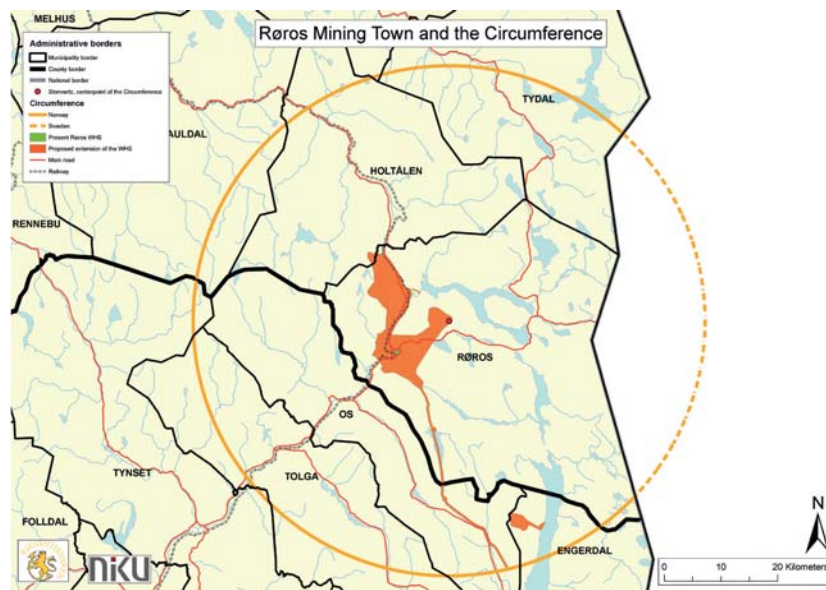 Røros Mining Town and the Circumference
MELHUS
Administrative borders
Municipality border
County border
National border
Storwartz, centerpoint of the Circumference
Circumference
Norway
Sweden
Present Røros WHS
Proposed extension of the WHS
Main road
Railway
TYDAL
AULDAL
HOLTÅLEN
RENNEBU
RØROS
OS
TYNSET
TOLGA
FOLLDAL
ENGERDAL
N
0 10 20 Kilometers
niku